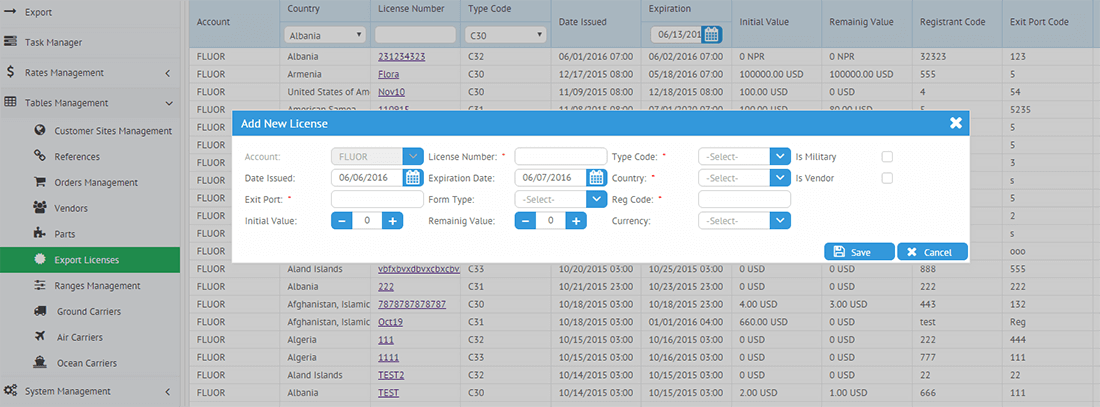 Export
Task Manager
Rates Management
Tables Management
Customer Sites Management
References
Orders Management
Vendors
Parts
Export Licenses
Ranges Management
Ground Carriers
Air Carriers
Ocean Carriers
System Management
Account Country License Number Type Code Date Issued Expiration Initial Value Remainig Value Registrant Code Exit Port Code
Albania C30 06/13/201
FLUOR Albania 231234323 C32 06/01/2016 07:00 06/02/2016 07:00 0 NPR 0 NPR 32323 123
FLUOR Armenia Flora C30 12/17/2015 08:00 05/18/2016 07:00 100000.00 USD 100000.00 USD 555 5
FLUOR United States of Am Nov10 C30 11/09/2015 08:00 12/18/2015 08:00 100.00 USD 0 USD 4 54
FLUOR American Samoa 110915 C31 11/08/2015 08:00 07/01/2020 07:00 100.00 USD 80.00 USD 5 5235
FLUOR 5
FLUOR 5
FLUOR 3
FLUOR 5
FLUOR 5
FLUOR 2
FLUOR s
FLUOR ooo
Add New License
Account: FLUOR License Number: * Type Code: * -Select- Is Military
Date Issued: 06/06/2016 Expiration Date: 06/07/2016 Country: * -Select- Is Vendor
Exit Port: * Form Type: -Select- Reg Code: *
Initial Value: − 0 + Remainig Value: − 0 + Currency: -Select-
Save Cancel
FLUOR Aland Islands vbfxbvxdbvxcbxcbv C33 10/20/2015 03:00 10/25/2015 03:00 0 USD 0 USD 888 555
FLUOR Albania 222 C31 10/21/2015 23:00 10/23/2015 23:00 0 USD 0 USD 222 222
FLUOR Afghanistan, Islamic 7878787878787 C30 10/18/2015 03:00 10/18/2015 03:00 4.00 USD 3.00 USD 443 132
FLUOR Afghanistan, Islamic Oct19 C31 10/18/2015 03:00 01/01/2016 04:00 660.00 USD 0 USD test Reg
FLUOR Algeria 111 C32 10/15/2015 03:00 10/16/2015 03:00 0 USD 0 USD 222 444
FLUOR Algeria 1111 C33 10/15/2015 03:00 10/16/2015 03:00 0 USD 0 USD 777 111
FLUOR Aland Islands TEST2 C32 10/14/2015 03:00 10/15/2015 03:00 0 USD 0 USD 22 22
FLUOR Albania TEST C30 10/14/2015 03:00 10/15/2015 03:00 2.00 USD 1.00 USD 666 111